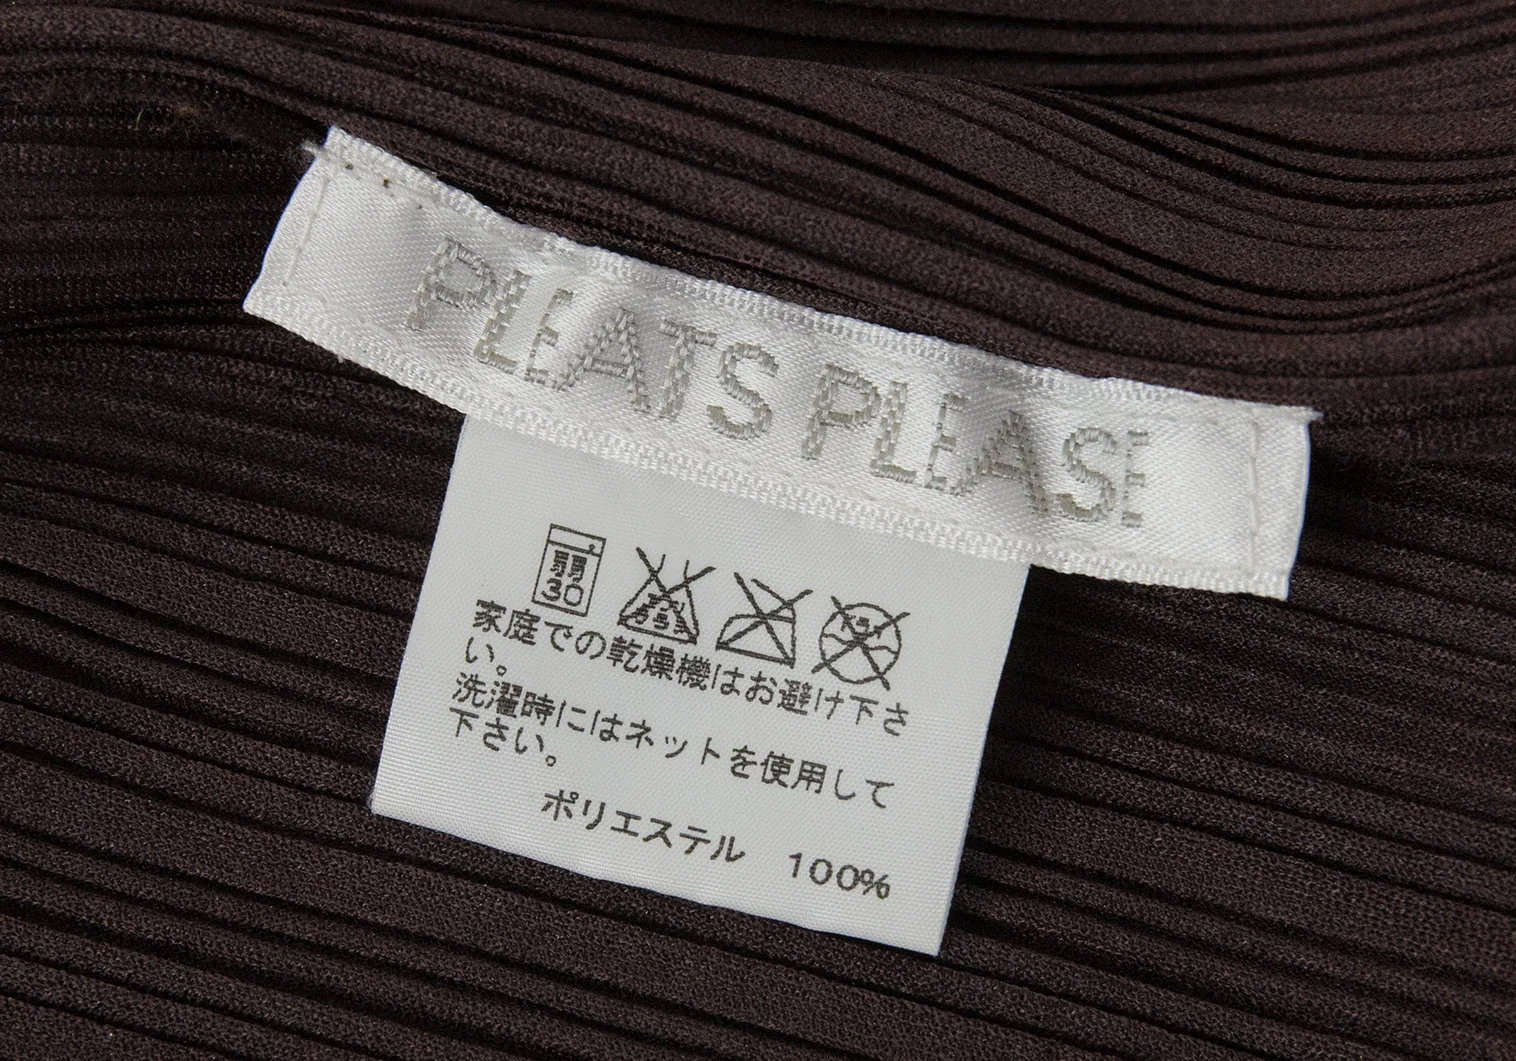 PLEATS PLEASE
弱
30
家庭での乾燥機はお避け下さ
い。
洗濯時にはネットを使用して
下さい。
ポリエステル 100%